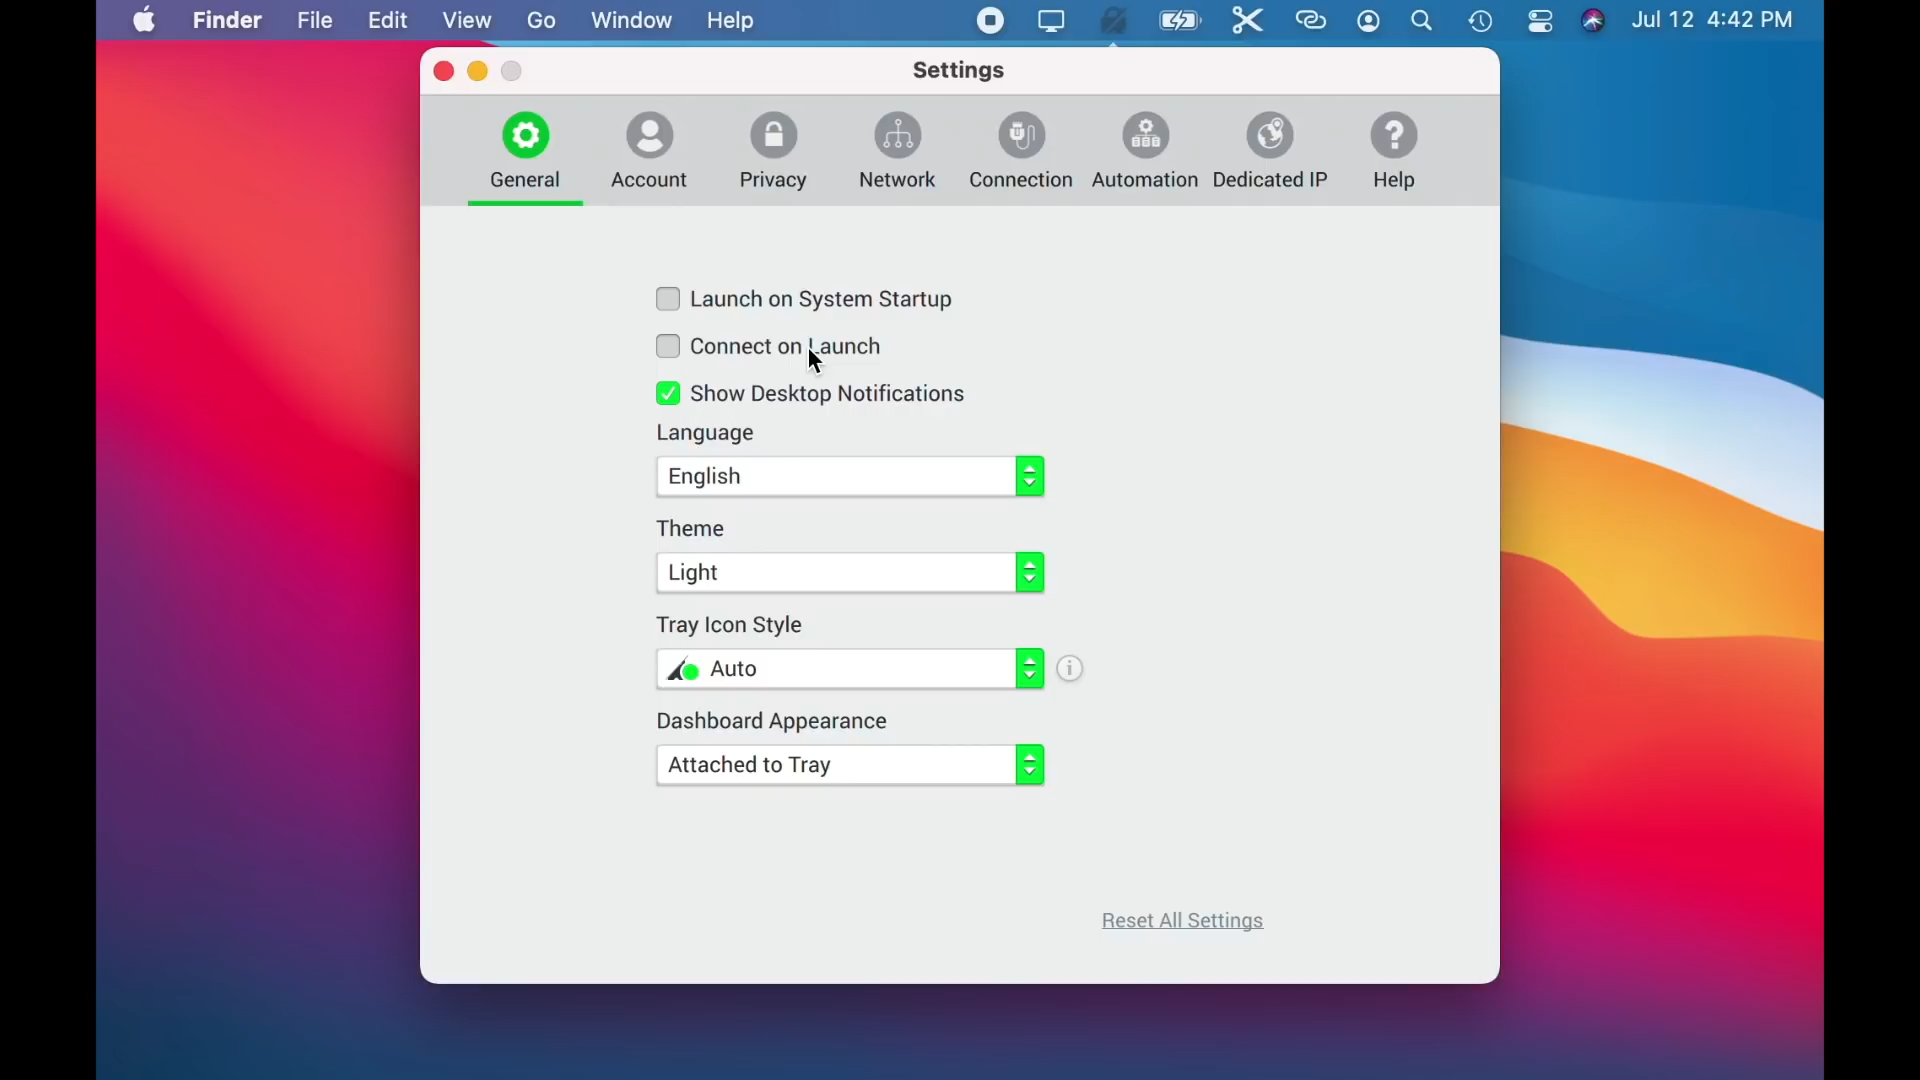 Finder File Edit View Go Window Help Jul 12 4:42 PM
Settings
General Account Privacy Network Connection Automation Dedicated IP Help
Launch on System Startup
Connect on Launch
Show Desktop Notifications
Language
English
Theme
Light
Tray Icon Style
Auto
Dashboard Appearance
Attached to Tray
Reset All Settings